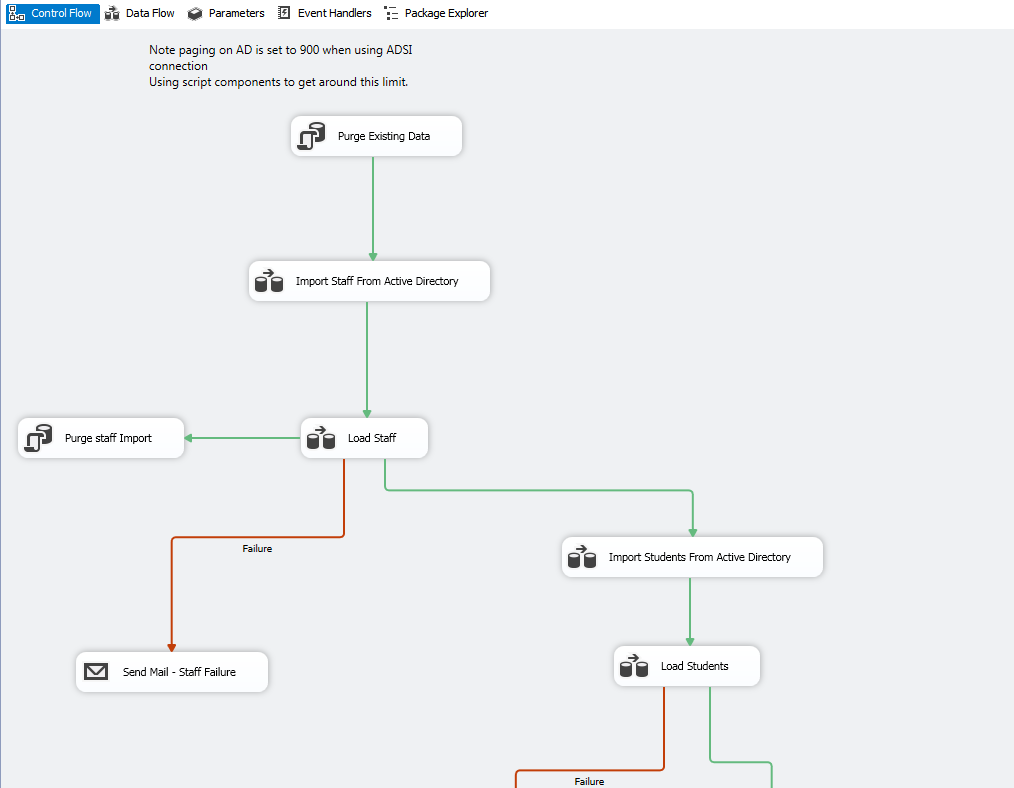 Control Flow
Data Flow
Parameters
Event Handlers
Package Explorer
Note paging on AD is set to 900 when using ADSI
connection
Using script components to get around this limit.
Purge Existing Data
Import Staff From Active Directory
Purge staff Import
Load Staff
Failure
Import Students From Active Directory
Send Mail - Staff Failure
Load Students
Failure